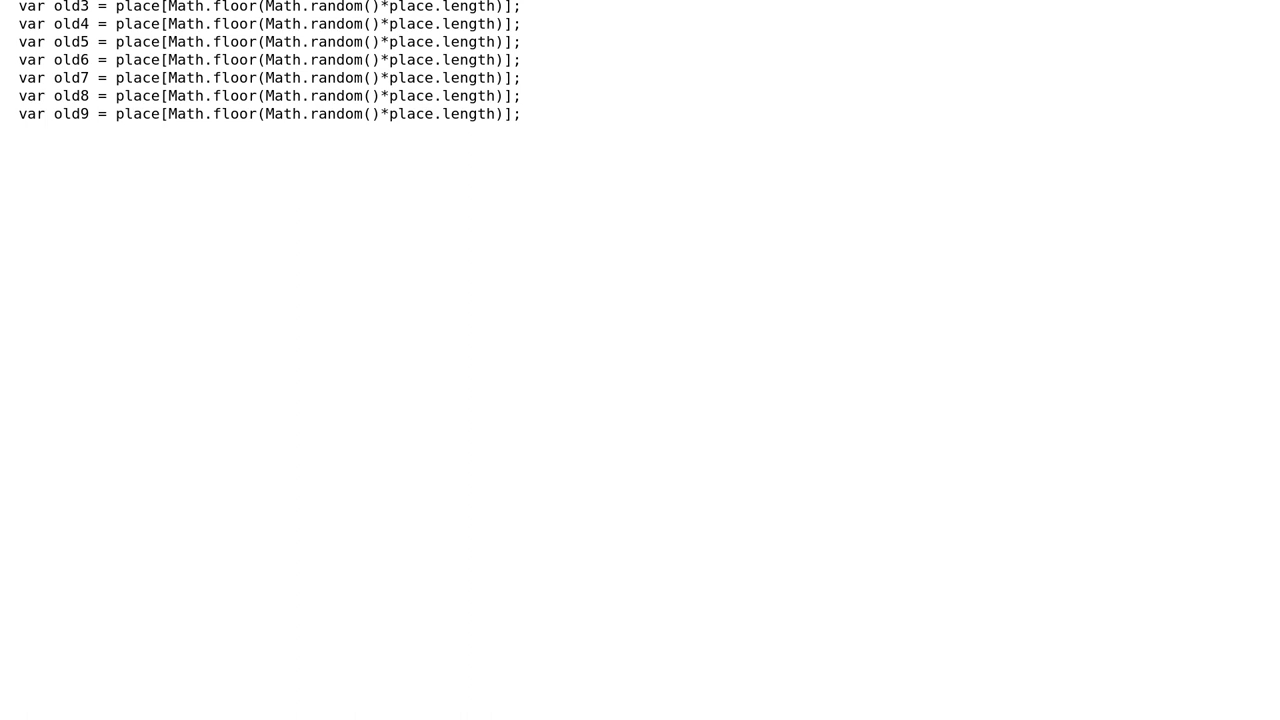 var old3 = place[Math.floor(Math.random()*place.length)];
var old4 = place[Math.floor(Math.random()*place.length)];
var old5 = place[Math.floor(Math.random()*place.length)];
var old6 = place[Math.floor(Math.random()*place.length)];
var old7 = place[Math.floor(Math.random()*place.length)];
var old8 = place[Math.floor(Math.random()*place.length)];
var old9 = place[Math.floor(Math.random()*place.length)];